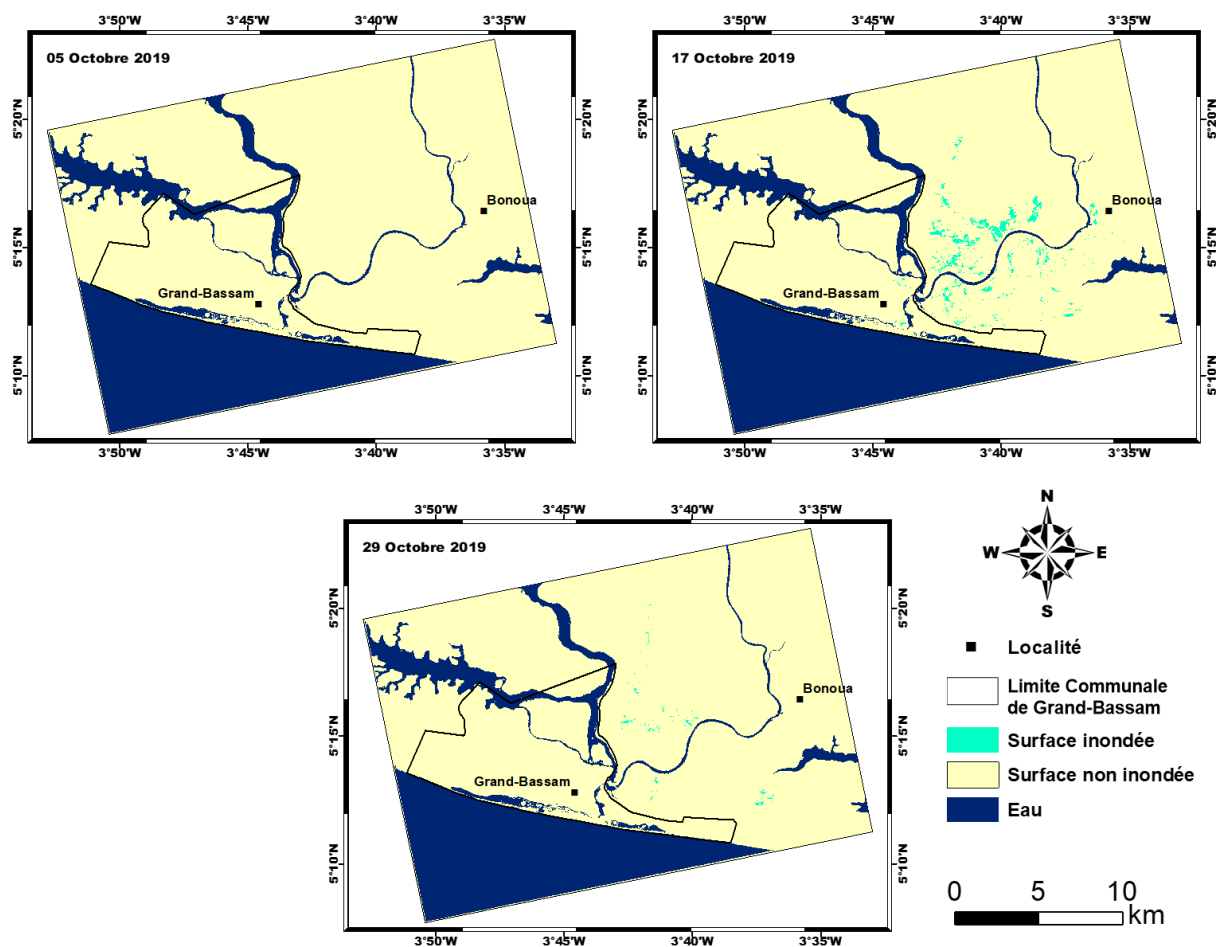 3°50'W 3°45'W 3°40'W 3°35'W
05 Octobre 2019
5°20'N
5°15'N
5°10'N
Bonoua
Grand-Bassam
5°20'N
5°15'N
5°10'N
3°50'W 3°45'W 3°40'W 3°35'W
3°50'W 3°45'W 3°40'W 3°35'W
17 Octobre 2019
5°20'N
5°15'N
5°10'N
Bonoua
Grand-Bassam
5°20'N
5°15'N
5°10'N
3°50'W 3°45'W 3°40'W 3°35'W
3°50'W 3°45'W 3°40'W 3°35'W
29 Octobre 2019
5°20'N
5°15'N
5°10'N
Bonoua
Grand-Bassam
5°20'N
5°15'N
5°10'N
3°50'W 3°45'W 3°40'W 3°35'W
N
W E
S
Localité
Limite Communale
de Grand-Bassam
Surface inondée
Surface non inondée
Eau
0 5 10
km